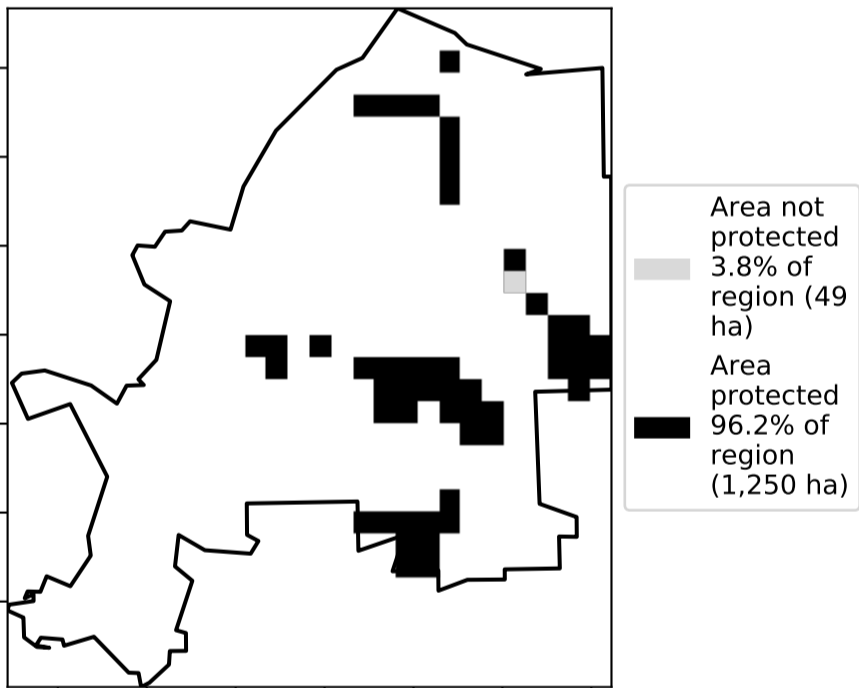 Area not
protected
3.8% of
region (49
ha)
Area
protected
96.2% of
region
(1,250 ha)